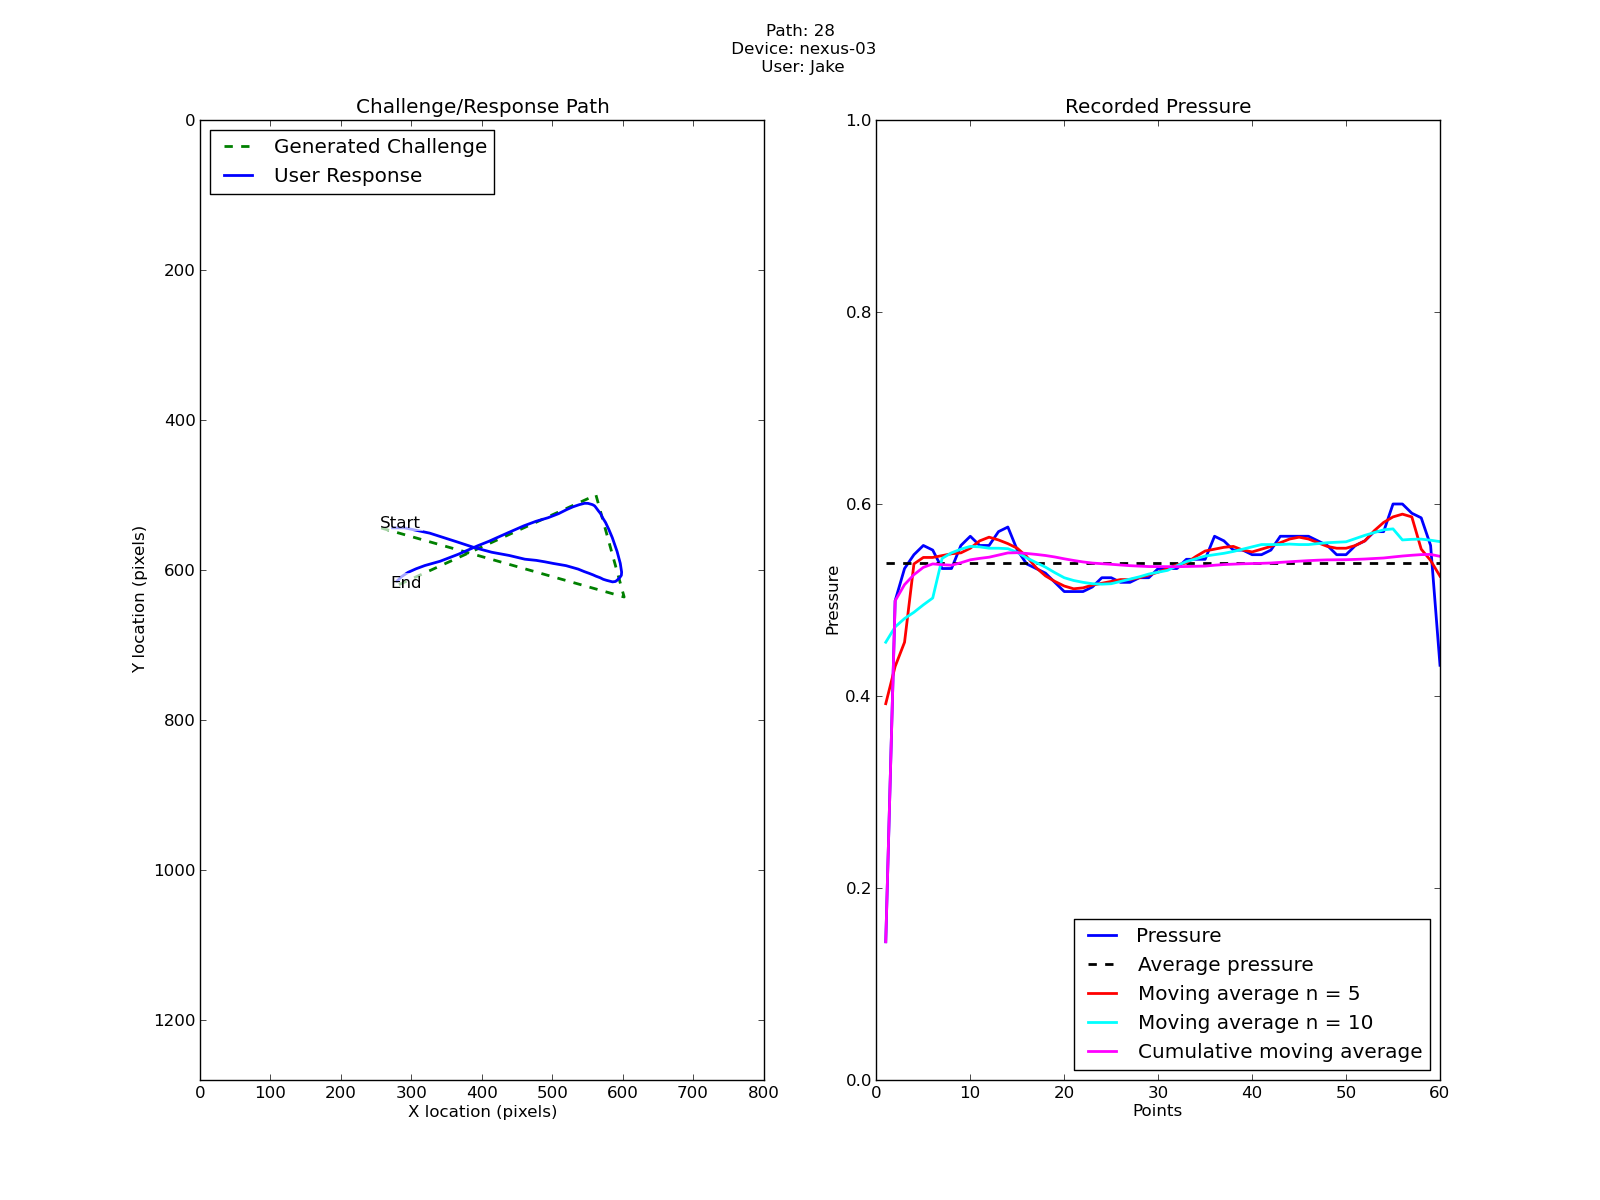 Path: 28
Device: nexus-03
User: Jake
Challenge/Response Path
Generated Challenge
User Response
0
200
400
600
800
1000
1200
Y location (pixels)
Start
End
0 100 200 300 400 500 600 700 800
X location (pixels)
Recorded Pressure
1.0
0.8
0.6
0.4
0.2
0.0
Pressure
Pressure
Average pressure
Moving average n = 5
Moving average n = 10
Cumulative moving average
0 10 20 30 40 50 60
Points